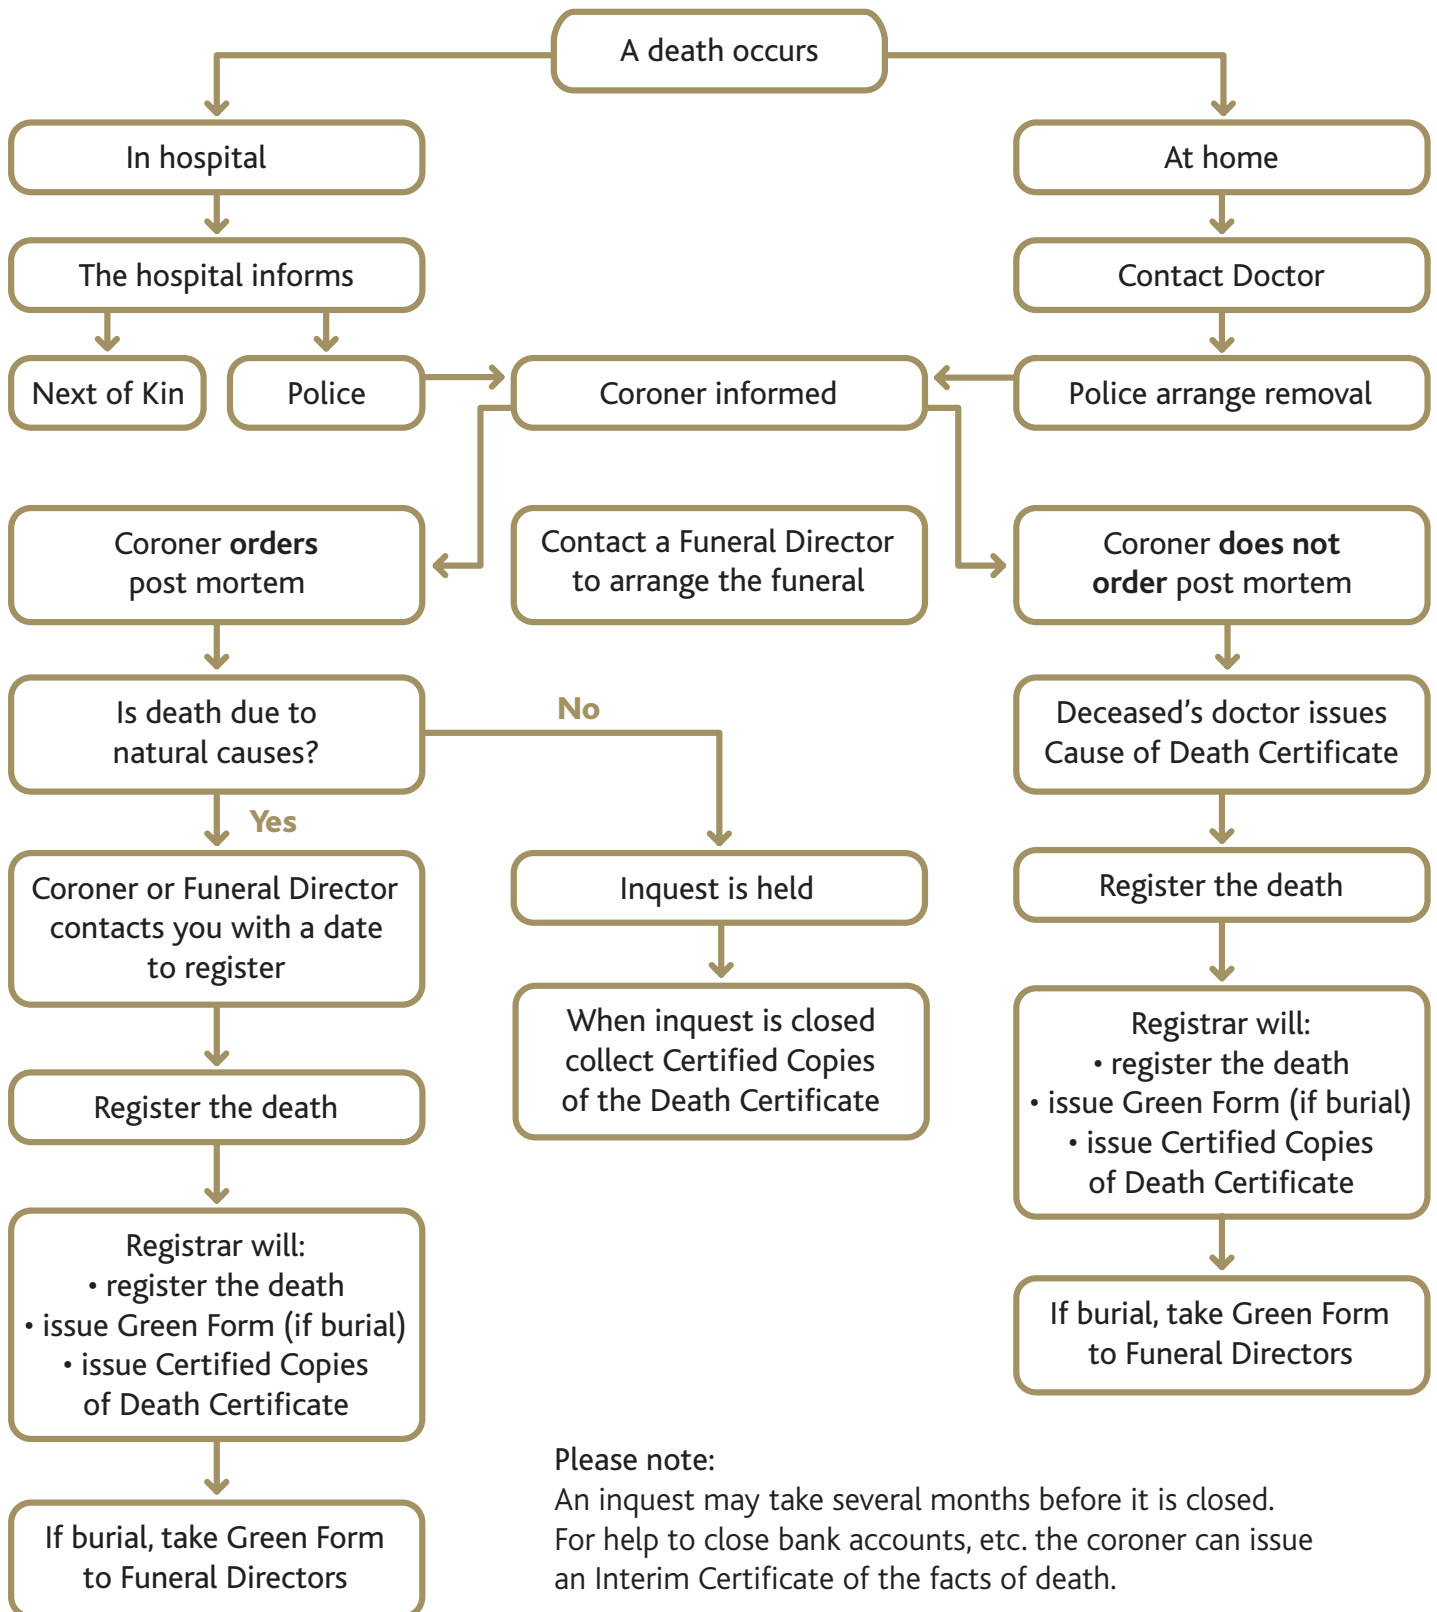 A death occurs
In hospital
At home
The hospital informs
Contact Doctor
Next of Kin
Police
Coroner informed
Police arrange removal
Coroner orders
post mortem
Contact a Funeral Director
to arrange the funeral
Coroner does not
order post mortem
Is death due to
natural causes?
No
Yes
Deceased's doctor issues
Cause of Death Certificate
Coroner or Funeral Director
contacts you with a date
to register
Inquest is held
Register the death
When inquest is closed
collect Certified Copies
of the Death Certificate
Register the death
Registrar will:
• register the death
• issue Green Form (if burial)
• issue Certified Copies
of Death Certificate
Registrar will:
• register the death
• issue Green Form (if burial)
• issue Certified Copies
of Death Certificate
If burial, take Green Form
to Funeral Directors
If burial, take Green Form
to Funeral Directors
Please note:
An inquest may take several months before it is closed.
For help to close bank accounts, etc. the coroner can issue
an Interim Certificate of the facts of death.